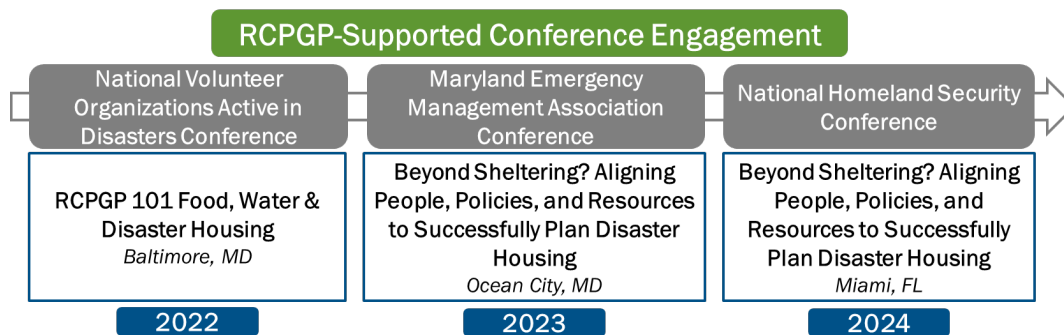 RCPGP-Supported Conference Engagement
National Volunteer
Organizations Active in
Disasters Conference
Maryland Emergency
Management Association
Conference
National Homeland Security
Conference
RCPGP 101 Food, Water &
Disaster Housing
Baltimore, MD
Beyond Sheltering? Aligning
People, Policies, and Resources
to Successfully Plan Disaster
Housing
Ocean City, MD
Beyond Sheltering? Aligning
People, Policies, and
Resources to Successfully
Plan Disaster Housing
Miami, FL
2022
2023
2024